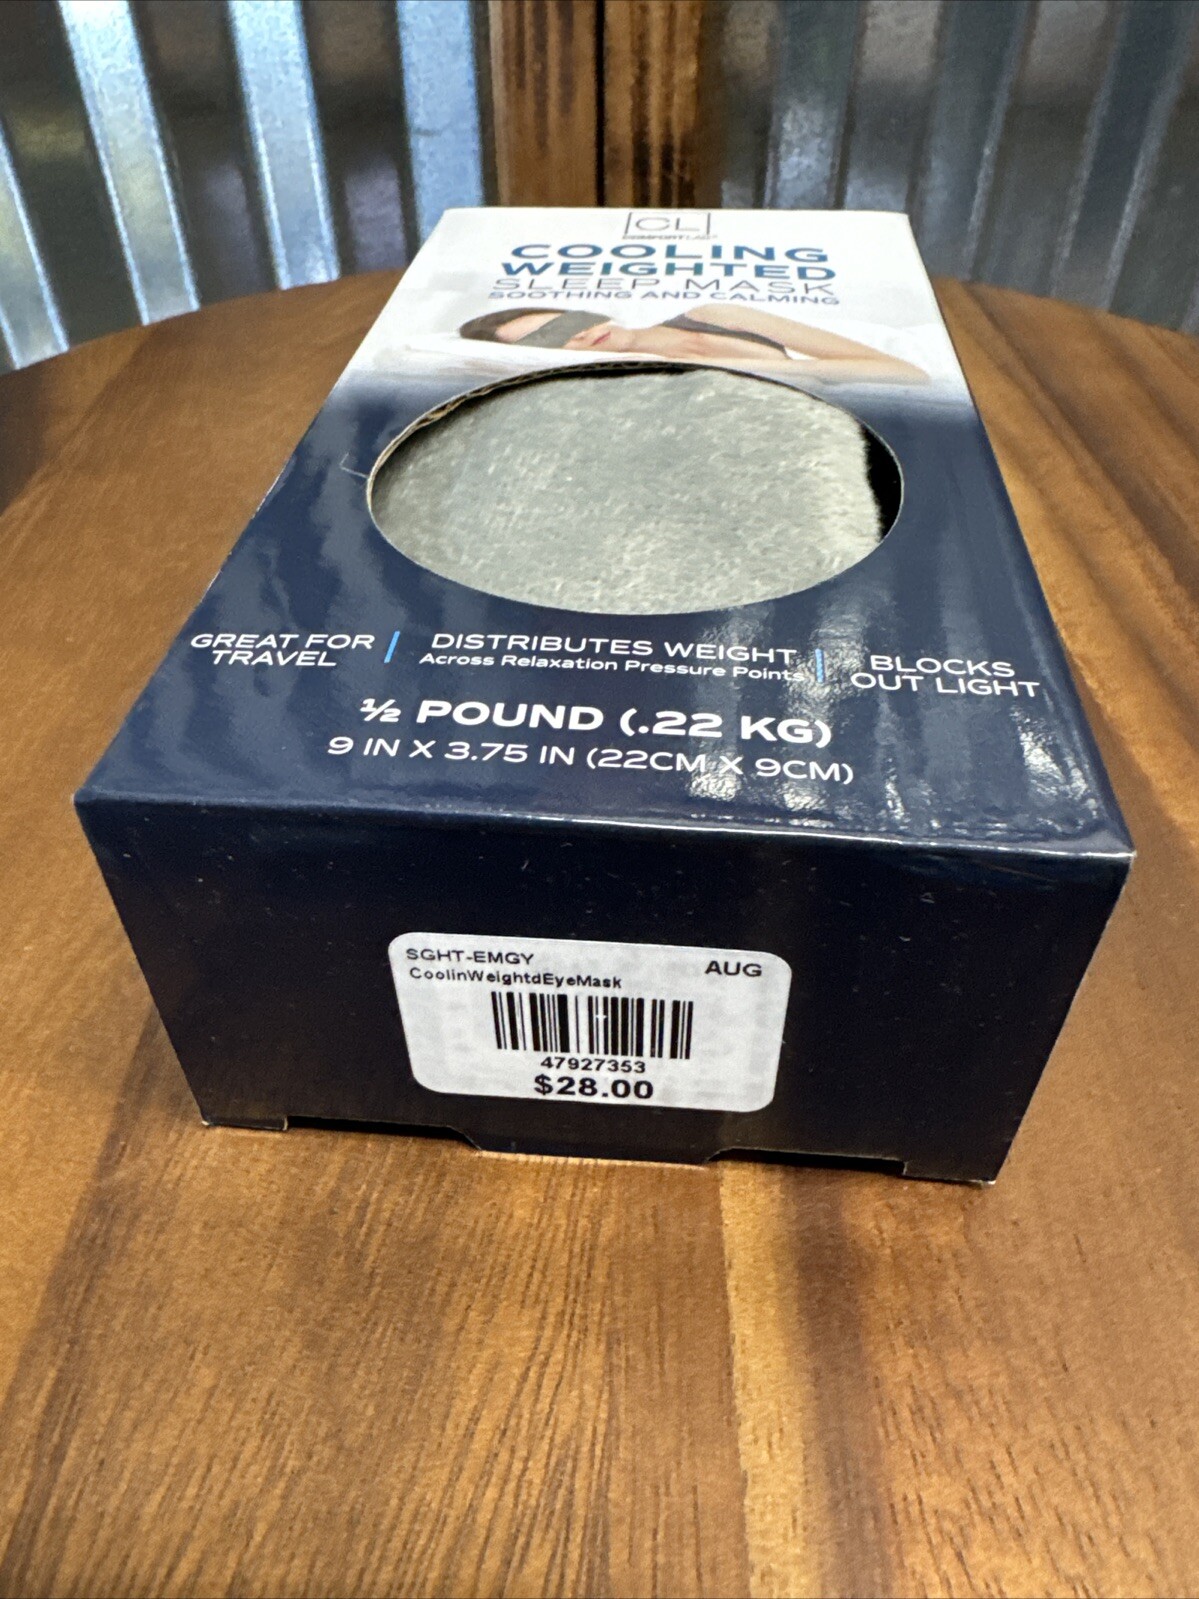 CL
COMFORT LAB
COOLING
WEIGHTED
SLEEP MASK
SOOTHING AND CALMING
GREAT FOR
TRAVEL
DISTRIBUTES WEIGHT
Across Relaxation Pressure Points
BLOCKS
OUT LIGHT
½ POUND (.22 KG)
9 IN X 3.75 IN (22CM X 9CM)
SGHT-EMGY
AUG
CoolinWeightdEyeMask
47927353
$28.00